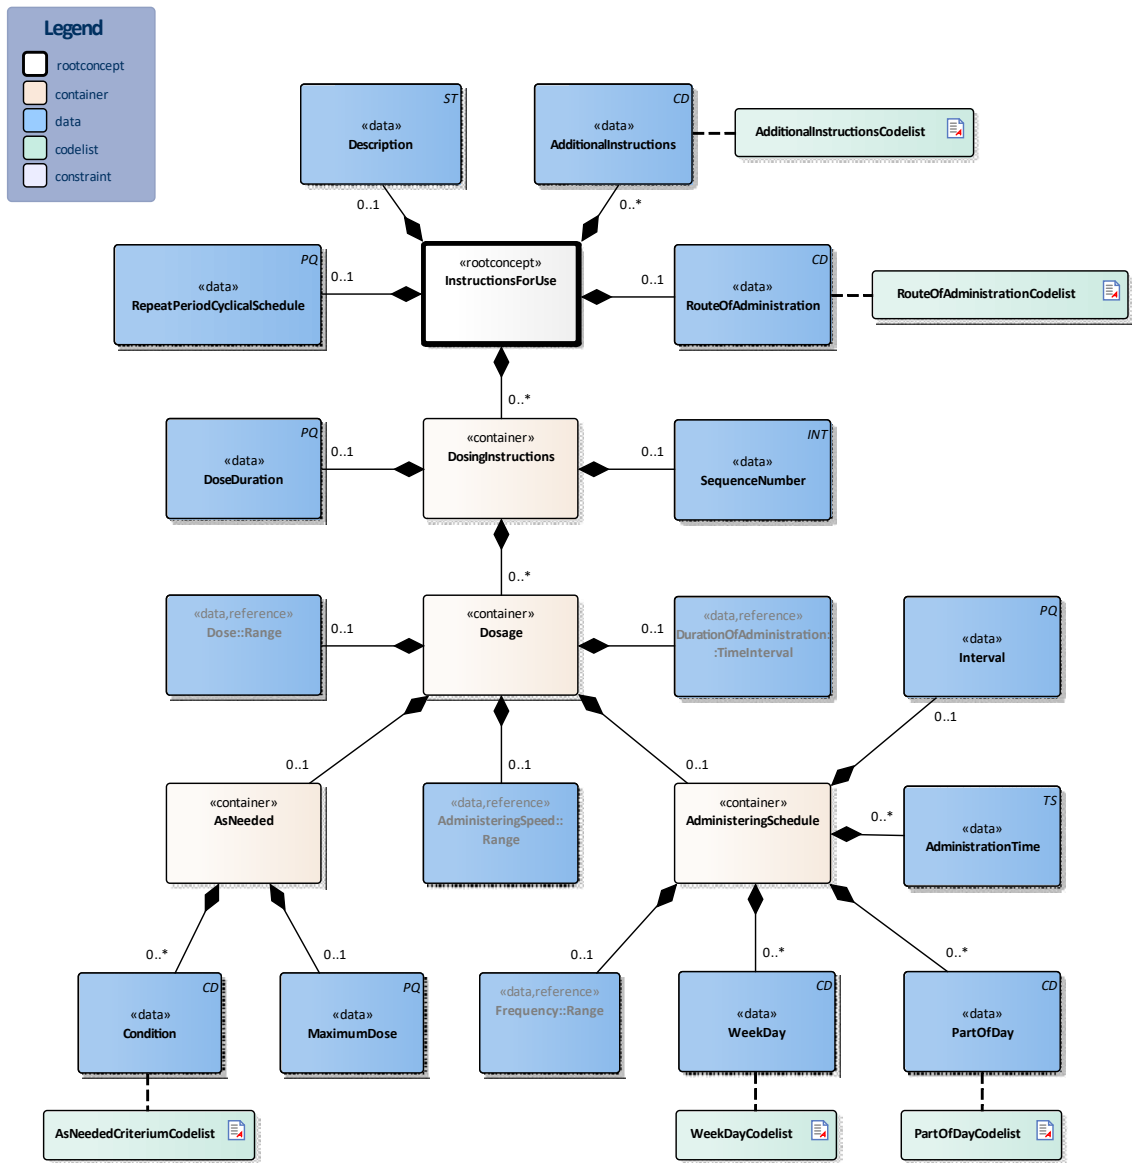 Legend
rootconcept
container
data
codelist
constraint
ST
«data»
Description
0..1
CD
«data»
AdditionalInstructions
0..*
AdditionalInstructionsCodelist
PQ
«data»
RepeatPeriodCyclicalSchedule
0..1
«rootconcept»
InstructionsForUse
0..1
CD
«data»
RouteOfAdministration
RouteOfAdministrationCodelist
0..*
PQ
«data»
DoseDuration
0..1
«container»
DosingInstructions
0..1
INT
«data»
SequenceNumber
0..*
«data,reference»
Dose::Range
0..1
«container»
Dosage
0..1
«data,reference»
DurationOfAdministration:
:TimeInterval
PQ
«data»
Interval
0..1
0..1
0..1
0..1
«container»
AsNeeded
«data,reference»
AdministeringSpeed::
Range
«container»
AdministeringSchedule
0..*
TS
«data»
AdministrationTime
0..*
0..1
0..1
0..*
0..*
CD
«data»
Condition
PQ
«data»
MaximumDose
«data,reference»
Frequency::Range
CD
«data»
WeekDay
CD
«data»
PartOfDay
AsNeededCriteriumCodelist
WeekDayCodelist
PartOfDayCodelist